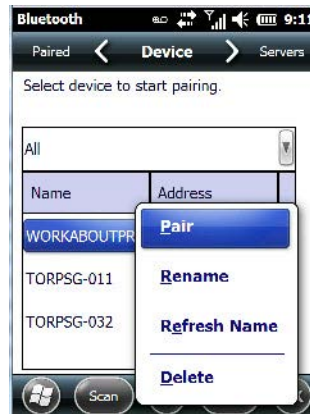 Bluetooth 9:11
Paired Device Servers
Select device to start pairing.
All
Name Address
WORKABOUTPR
Pair
Rename
TORPSG-011
Refresh Name
TORPSG-032
Delete
Scan